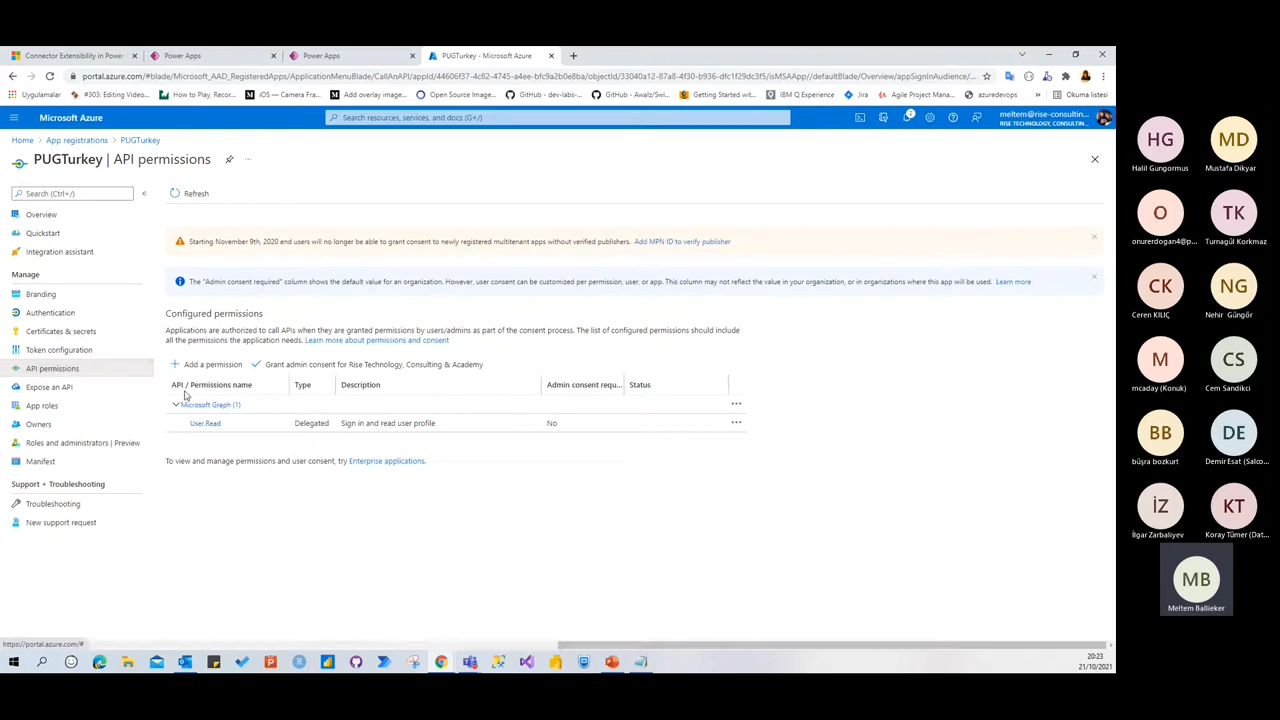 Connector Extensibility in Power
Power Apps
Power Apps
PUGTurkey - Microsoft Azure
portal.azure.com/#blade/Microsoft_AAD_RegisteredApps/ApplicationMenuBlade/CallAnAPI/appId/44606f37-4c82-4745-a4ee-bfc9a2b0e8ba/objectId/33040a12-87a8-4f30-b936-dfc1f29dc3f5/isMSAApp//defaultBlade/Overview/appSignInAudience/...
Uygulamalar
#303: Editing Video...
How to Play, Recor...
iOS — Camera Fra...
Add overlay image...
Open Source Image...
GitHub - dev-labs-...
GitHub - Awalz/Swi...
Getting Started wit...
IBM Q Experience
Jira
Agile Project Mana...
azuredevops
Okuma listesi
Microsoft Azure
Search resources, services, and docs (G+/)
meltem@rise-consultin...
RISE TECHNOLOGY, CONSULTIN...
Home > App registrations > PUGTurkey
PUGTurkey | API permissions
Search (Ctrl+/)
Overview
Quickstart
Integration assistant
Manage
Branding
Authentication
Certificates & secrets
Token configuration
API permissions
Expose an API
App roles
Owners
Roles and administrators | Preview
Manifest
Support + Troubleshooting
Troubleshooting
New support request
Refresh
Starting November 9th, 2020 end users will no longer be able to grant consent to newly registered multitenant apps without verified publishers. Add MPN ID to verify publisher
The "Admin consent required" column shows the default value for an organization. However, user consent can be customized per permission, user, or app. This column may not reflect the value in your organization, or in organizations where this app will be used. Learn more
Configured permissions
Applications are authorized to call APIs when they are granted permissions by users/admins as part of the consent process. The list of configured permissions should include
all the permissions the application needs. Learn more about permissions and consent
Add a permission
Grant admin consent for Rise Technology, Consulting & Academy
API / Permissions name
Type
Description
Admin consent requ...
Status
Microsoft Graph (1)
User.Read
Delegated
Sign in and read user profile
No
To view and manage permissions and user consent, try Enterprise applications.
https://portal.azure.com/#
20:23
21/10/2021
HG
Halil Gungormus
MD
Mustafa Dikyar
O
onurerdogan4@p...
TK
Turnagül Korkmaz
CK
Ceren KILIÇ
NG
Nehir Güngör
M
mcaday (Konuk)
CS
Cem Sandikci
BB
büşra bozkurt
DE
Demir Esat (Salco...
İZ
İlgar Zarbaliyev
KT
Koray Tümer (Dat...
MB
Meltem Ballıeker